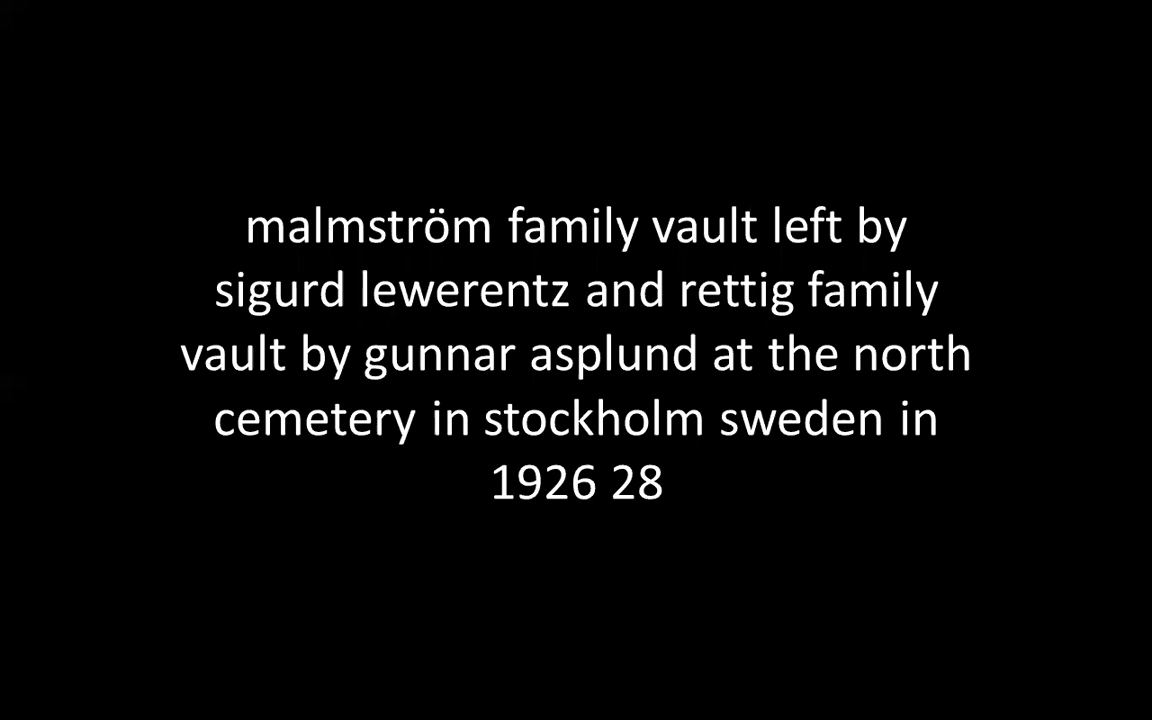 malmström family vault left by
sigurd lewerentz and rettig family
vault by gunnar asplund at the north
cemetery in stockholm sweden in
1926 28